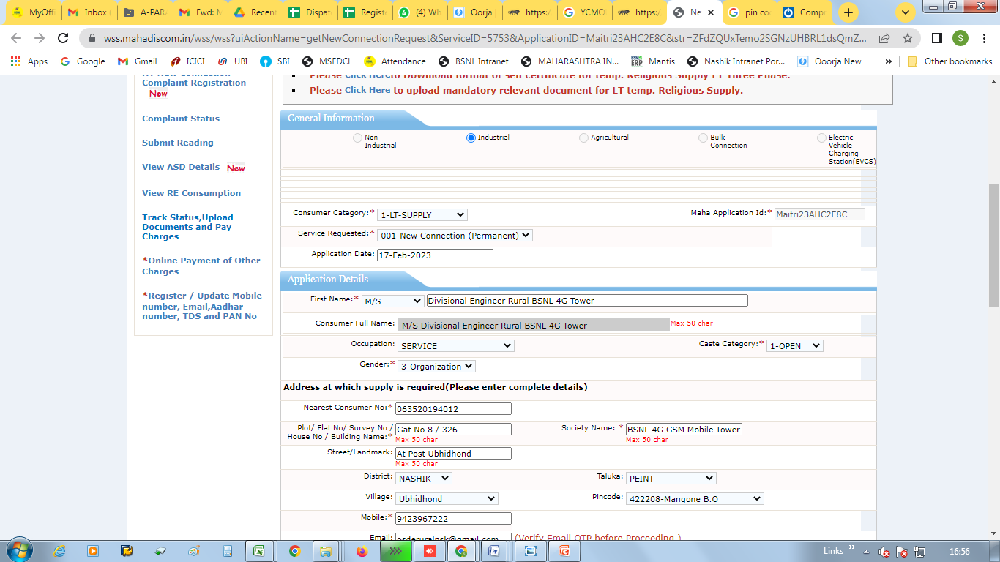 MyOffi
Inbox (
A-PARA
Fwd: M
Recent
Dispat
Registe
(4) Wh
Oorja
https:/
YCMO
https:/
Ne
pin co
Compu
wss.mahadiscom.in/wss/wss?uiActionName=getNewConnectionRequest&ServiceID=5753&ApplicationID=Maitri23AHC2E8C&str=ZFdZQUxTemo2SGNzUHBRL1dsQmZ...
S
Apps
Google
Gmail
ICICI
UBI
SBI
MSEDCL
Attendance
BSNL Intranet
MAHARASHTRA IN...
Mantis
Nashik Intranet Por...
Ooorja New
»
Other bookmarks
Complaint Registration
New
Complaint Status
Submit Reading
View ASD Details New
View RE Consumption
Track Status,Upload
Documents and Pay
Charges
*Online Payment of Other
Charges
*Register / Update Mobile
number, Email,Aadhar
number, TDS and PAN No
Please Click Hereto Download format of self certificate for temp. Religious Supply LT Three Phase.
Please Click Here to upload mandatory relevant document for LT temp. Religious Supply.
General Information
Non
Industrial
Industrial
Agricultural
Bulk
Connection
Electric
Vehicle
Charging
Station(EVCS)
Consumer Category:* 1-LT-SUPPLY Maha Application Id:* Maitri23AHC2E8C
Service Requested:* 001-New Connection (Permanent)
Application Date: 17-Feb-2023
Application Details
First Name:* M/S Divisional Engineer Rural BSNL 4G Tower
Consumer Full Name: M/S Divisional Engineer Rural BSNL 4G Tower Max 50 char
Occupation: SERVICE Caste Category:* 1-OPEN
Gender:* 3-Organization
Address at which supply is required(Please enter complete details)
Nearest Consumer No:* 063520194012
Plot/ Flat No/ Survey No /
House No / Building Name:* Gat No 8 / 326 Society Name: * BSNL 4G GSM Mobile Tower
Max 50 char Max 50 char
Street/Landmark: At Post Ubhidhond
Max 50 char
District: NASHIK Taluka: PEINT
Village: Ubhidhond Pincode: 422208-Mangone B.O
Mobile:* 9423967222
Email: osderuralnsk@gmail.com (Verify Email OTP before Proceeding.)
Links » 16:56